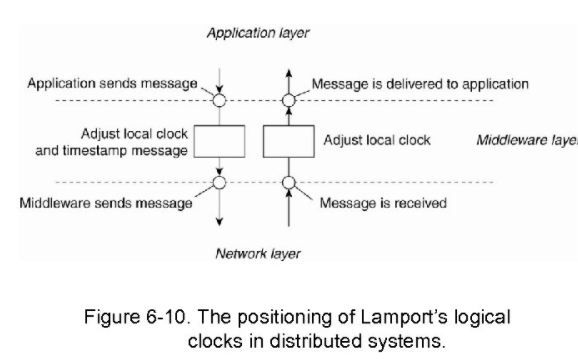 Application layer
Application sends message
Message is delivered to application
Adjust local clock
and timestamp message
Adjust local clock
Middleware layer
Middleware sends message
Message is received
Network layer
Figure 6-10. The positioning of Lamport's logical
clocks in distributed systems.